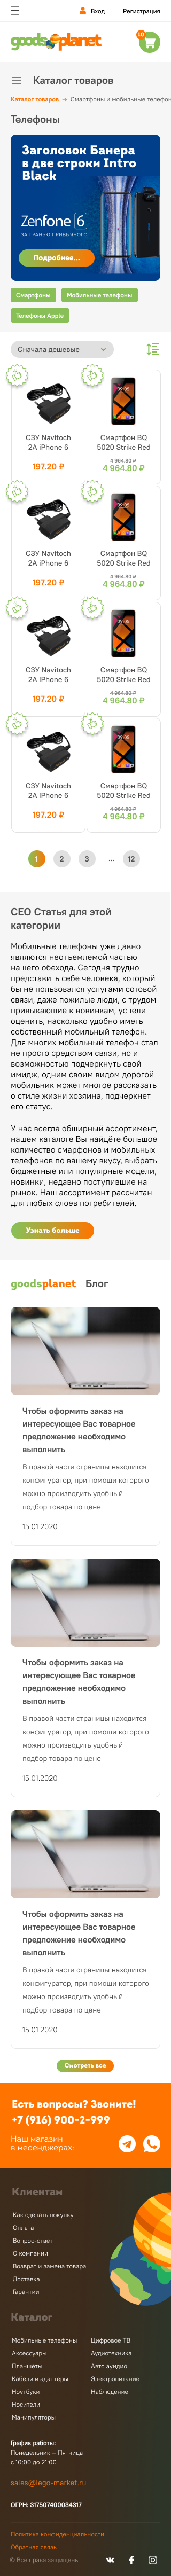 Вход Регистрация
goodsplanet 10
Каталог товаров
Каталог товаров → Смартфоны и мобильные телефон
Телефоны
Заголовок Банера
в две строки Intro
Black
Zenfone 6
ЗА ГРАНЬЮ ПРИВЫЧНОГО
Подробнее...
Смартфоны Мобильные телефоны
Телефоны Apple
Сначала дешевые
СЗУ Navitoch
2A iPhone 6
197.20 ₽
Смартфон BQ
5020 Strike Red
4 964.80 ₽
4 964.80 ₽
СЗУ Navitoch
2A iPhone 6
197.20 ₽
Смартфон BQ
5020 Strike Red
4 964.80 ₽
4 964.80 ₽
СЗУ Navitoch
2A iPhone 6
197.20 ₽
Смартфон BQ
5020 Strike Red
4 964.80 ₽
4 964.80 ₽
СЗУ Navitoch
2A iPhone 6
197.20 ₽
Смартфон BQ
5020 Strike Red
4 964.80 ₽
4 964.80 ₽
1 2 3 ... 12
СЕО Статья для этой
категории
Мобильные телефоны уже давно
являются неотъемлемой частью
нашего обихода. Сегодня трудно
представить себе человека, который
бы не пользовался услугами сотовой
связи, даже пожилые люди, с трудом
привыкающие к новинкам, успели
оценить, насколько удобно иметь
собственный мобильный телефон.
Для многих мобильный телефон стал
не просто средством связи, но и
возможностью подчеркнуть свой
имидж, одним своим видом дорогой
мобильник может многое рассказать
о стиле жизни хозяина, подчеркнет
его статус.
У нас всегда обширный ассортимент, в
нашем каталоге Вы найдёте большое
количество смарфонов и мобильных
телефонов по вашему вкусу, выбирая
бюджетные или популярные модели,
новинки, недавно поступившие на
рынок. Наш ассортимент рассчитан
для любых слоев потребителей.
Узнать больше
goodsplanet Блог
Чтобы оформить заказ на
интересующее Вас товарное
предложение необходимо
выполнить
В правой части страницы находится
конфигуратор, при помощи которого
можно производить удобный
подбор товара по цене
15.01.2020
Чтобы оформить заказ на
интересующее Вас товарное
предложение необходимо
выполнить
В правой части страницы находится
конфигуратор, при помощи которого
можно производить удобный
подбор товара по цене
15.01.2020
Чтобы оформить заказ на
интересующее Вас товарное
предложение необходимо
выполнить
В правой части страницы находится
конфигуратор, при помощи которого
можно производить удобный
подбор товара по цене
15.01.2020
Смотреть все
Есть вопросы? Звоните!
+7 (916) 900-2-999
Наш магазин
в месенджерах:
Клиентам
Как сделать покупку
Оплата
Вопрос-ответ
О компании
Возврат и замена товара
Доставка
Гарантии
Каталог
Мобильные телефоны
Аксессуары
Планшеты
Кабели и адаптеры
Ноутбуки
Носители
Манипуляторы
Цифровое ТВ
Аудиотехника
Авто аунцио
Электропитание
Наблюдение
График работы:
Понедельник — Пятница
с 10:00 до 21:00
sales@lego-market.ru
ОГРН: 317507400034317
Политика конфиденциальности
Обратная связь
© Все права защищены